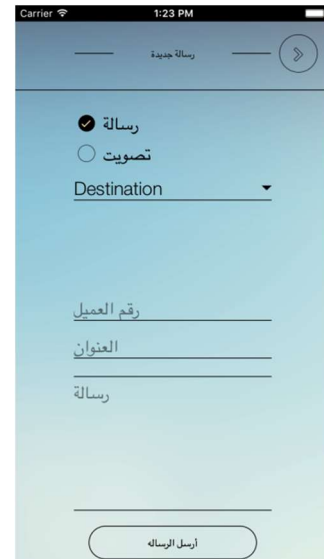 Carrier 1:23 PM
رسالة جديدة
رسالة
تصويت
Destination
رقم العميل
العنوان
رسالة
أرسل الرساله